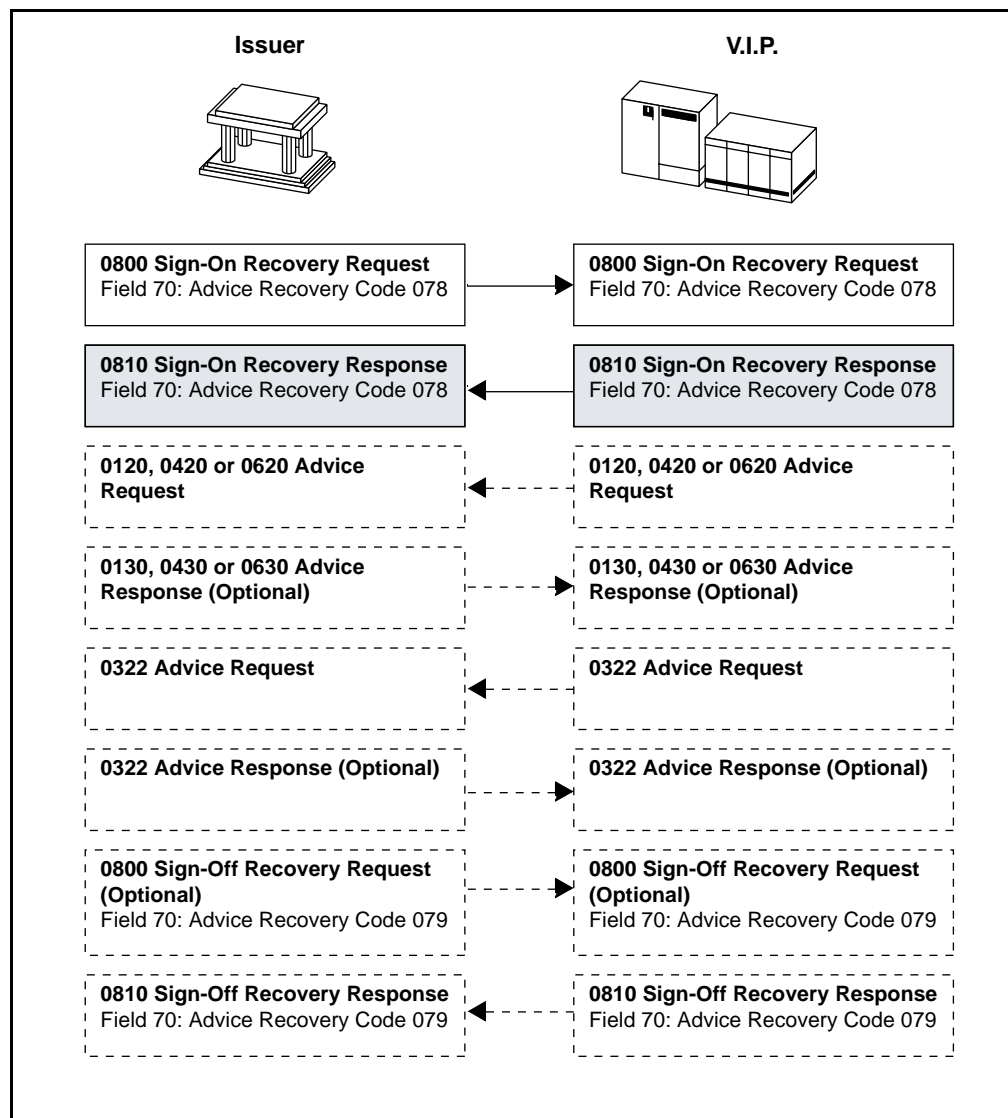 Issuer
V.I.P.
0800 Sign-On Recovery Request
Field 70: Advice Recovery Code 078
0800 Sign-On Recovery Request
Field 70: Advice Recovery Code 078
0810 Sign-On Recovery Response
Field 70: Advice Recovery Code 078
0810 Sign-On Recovery Response
Field 70: Advice Recovery Code 078
0120, 0420 or 0620 Advice
Request
0120, 0420 or 0620 Advice
Request
0130, 0430 or 0630 Advice
Response (Optional)
0130, 0430 or 0630 Advice
Response (Optional)
0322 Advice Request
0322 Advice Request
0322 Advice Response (Optional)
0322 Advice Response (Optional)
0800 Sign-Off Recovery Request
(Optional)
Field 70: Advice Recovery Code 079
0800 Sign-Off Recovery Request
(Optional)
Field 70: Advice Recovery Code 079
0810 Sign-Off Recovery Response
Field 70: Advice Recovery Code 079
0810 Sign-Off Recovery Response
Field 70: Advice Recovery Code 079